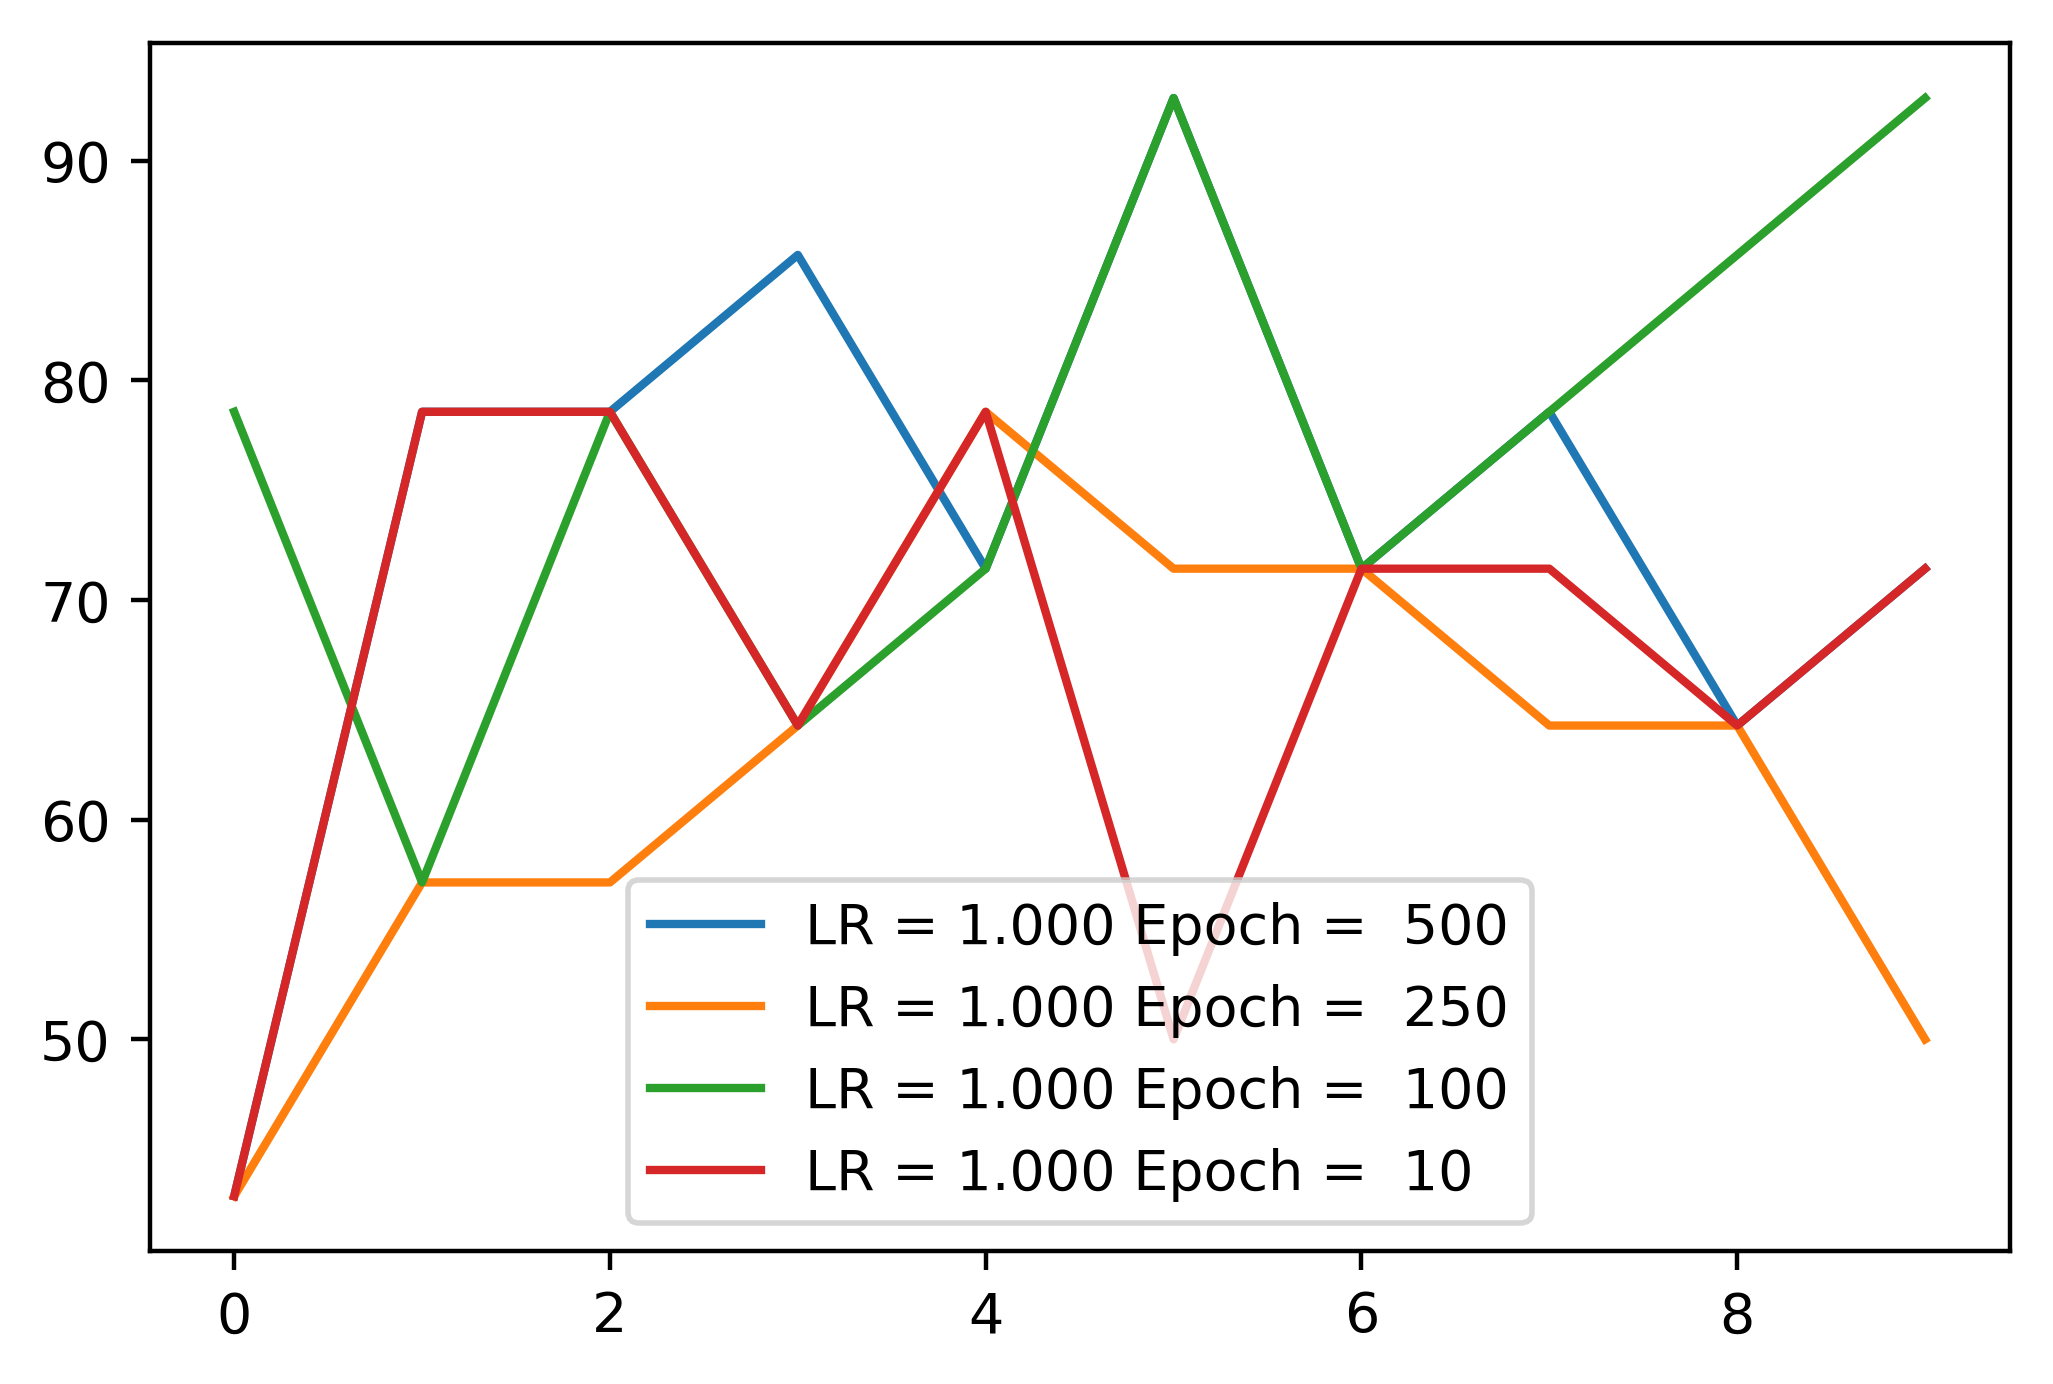 90
80
70
60
50
LR = 1.000 Epoch =  500
LR = 1.000 Epoch =  250
LR = 1.000 Epoch =  100
LR = 1.000 Epoch =  10
0 2 4 6 8